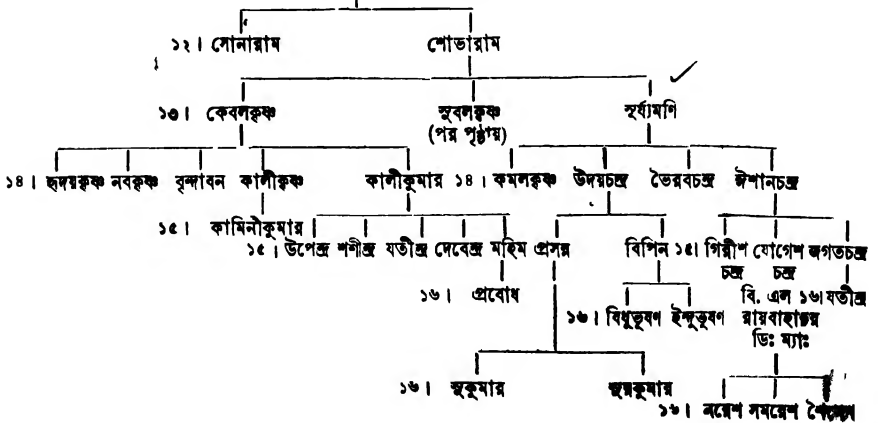 ১২। সোনারাম শোভারাম
১৩। কেবলকৃষ্ণ সুবলকৃষ্ণ সূর্য্যমণি
(পর পৃষ্ঠায়)
১৪। হৃদয়কৃষ্ণ নবকৃষ্ণ বৃন্দাবন কালীকৃষ্ণ কালীকুমার ১৪। কমলকৃষ্ণ উদয়চন্দ্র ভৈরবচন্দ্র ঈশানচন্দ্র
১৫। কামিনীকুমার
১৫। উপেন্দ্র শশীন্দ্র যতীন্দ্র দেবেন্দ্র মহিম প্রসন্ন বিপিন ১৫। গিরীশ যোগেশ জগতচন্দ্র
চন্দ্র চন্দ্র
১৬। প্রবোধ বি. এল ১৬। যতীন্দ্র
১৬। বিধুভূষণ ইন্দুভূষণ রায়বাহাদুর
ডিঃ ম্যাঃ
১৬। সুকুমার
১৬। নরেশ সমরেশ